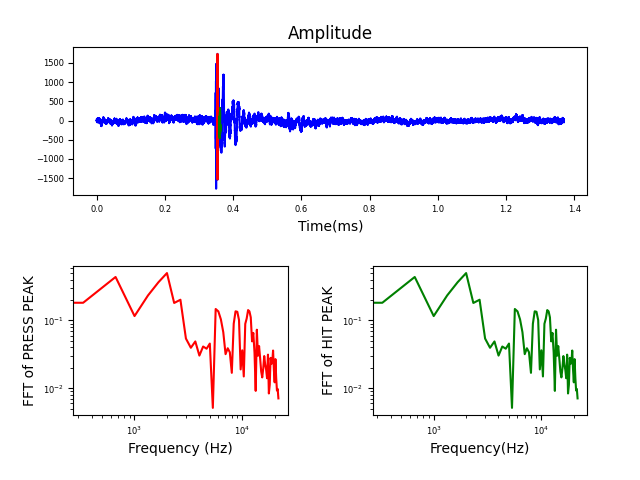 Amplitude
1500
1000
500
0
−500
−1000
−1500
0.0 0.2 0.4 0.6 0.8 1.0 1.2 1.4
Time(ms)
FFT of PRESS PEAK
10⁻¹
10⁻²
10³ 10⁴
Frequency (Hz)
FFT of HIT PEAK
10⁻¹
10⁻²
10³ 10⁴
Frequency(Hz)